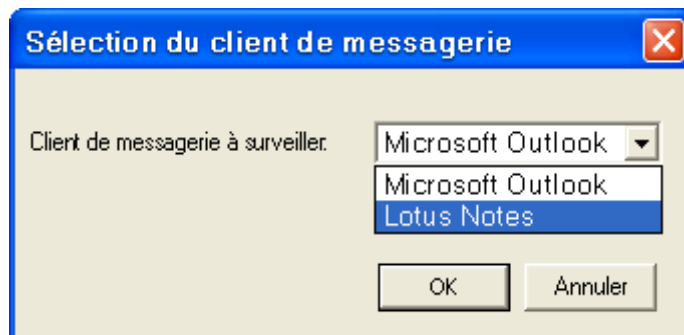 Sélection du client de messagerie
Client de messagerie à surveiller:
Microsoft Outlook
Microsoft Outlook
Lotus Notes
OK
Annuler